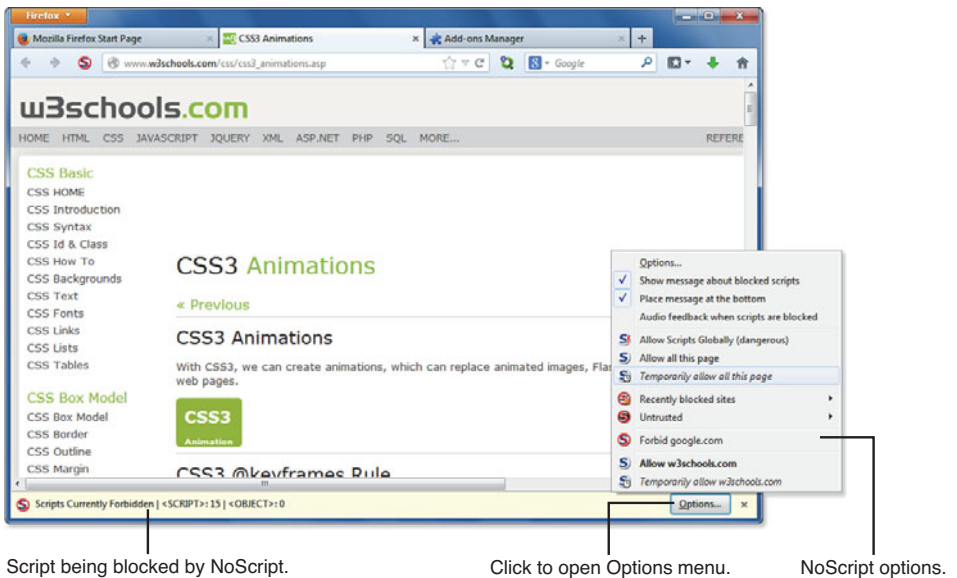 Firefox
Mozilla Firefox Start Page
CSS3 Animations
Add-ons Manager
www.w3schools.com/css/css3_animations.asp
Google
w3schools.com
HOME HTML CSS JAVASCRIPT JQUERY XML ASP.NET PHP SQL MORE... REFERE
CSS Basic
CSS HOME
CSS Introduction
CSS Syntax
CSS Id & Class
CSS How To
CSS Backgrounds
CSS Text
CSS Fonts
CSS Links
CSS Lists
CSS Tables
CSS Box Model
CSS Box Model
CSS Border
CSS Outline
CSS Margin
CSS3 Animations
« Previous
CSS3 Animations
With CSS3, we can create animations, which can replace animated images, Flas
web pages.
CSS3
Animation
CSS3 @keyframes Rule
Options...
Show message about blocked scripts
Place message at the bottom
Audio feedback when scripts are blocked
Allow Scripts Globally (dangerous)
Allow all this page
Temporarily allow all this page
Recently blocked sites
Untrusted
Forbid google.com
Allow w3schools.com
Temporarily allow w3schools.com
Scripts Currently Forbidden | <SCRIPT>: 15 | <OBJECT>: 0
Options...
Script being blocked by NoScript.
Click to open Options menu.
NoScript options.